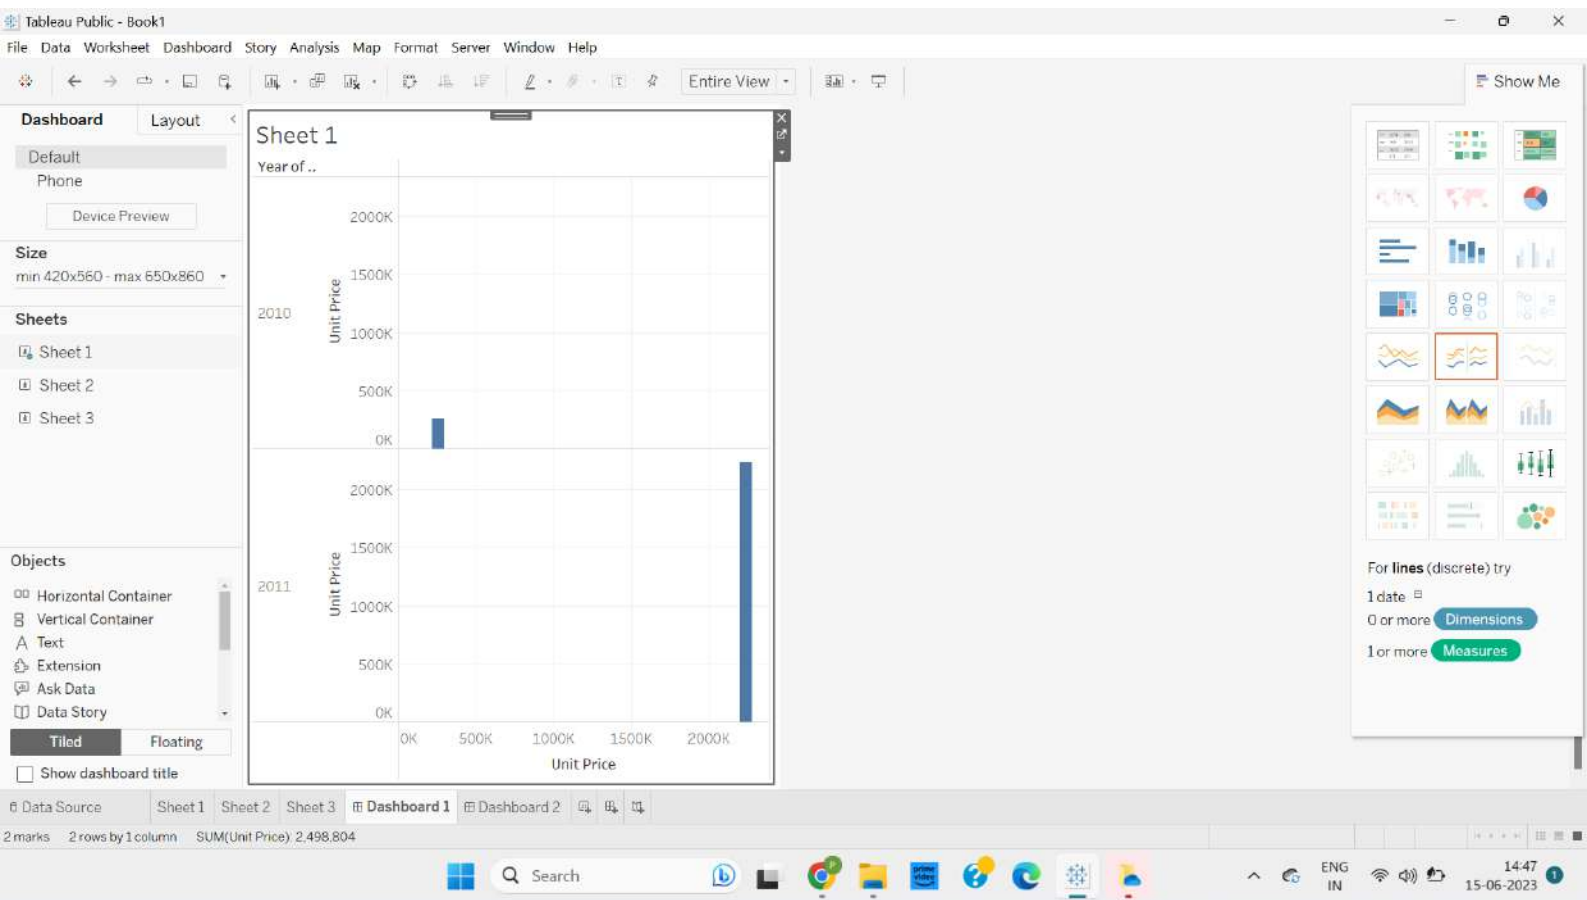 Tableau Public - Book1
File Data Worksheet Dashboard Story Analysis Map Format Server Window Help
Entire View
Show Me
Dashboard Layout
Default
Phone
Device Preview
Size
min 420x560 - max 650x860
Sheets
Sheet 1
Sheet 2
Sheet 3
Objects
Horizontal Container
Vertical Container
A Text
Extension
Ask Data
Data Story
Tiled Floating
Show dashboard title
Sheet 1
Year of ..
2010
Unit Price
2000K
1500K
1000K
500K
0K
2011
Unit Price
2000K
1500K
1000K
500K
0K
0K 500K 1000K 1500K 2000K
Unit Price
For lines (discrete) try
1 date
0 or more Dimensions
1 or more Measures
Data Source Sheet 1 Sheet 2 Sheet 3 Dashboard 1 Dashboard 2
2 marks 2 rows by 1 column SUM(Unit Price): 2,498,804
Search
prime video
P
ENG
IN
14:47
15-06-2023
1